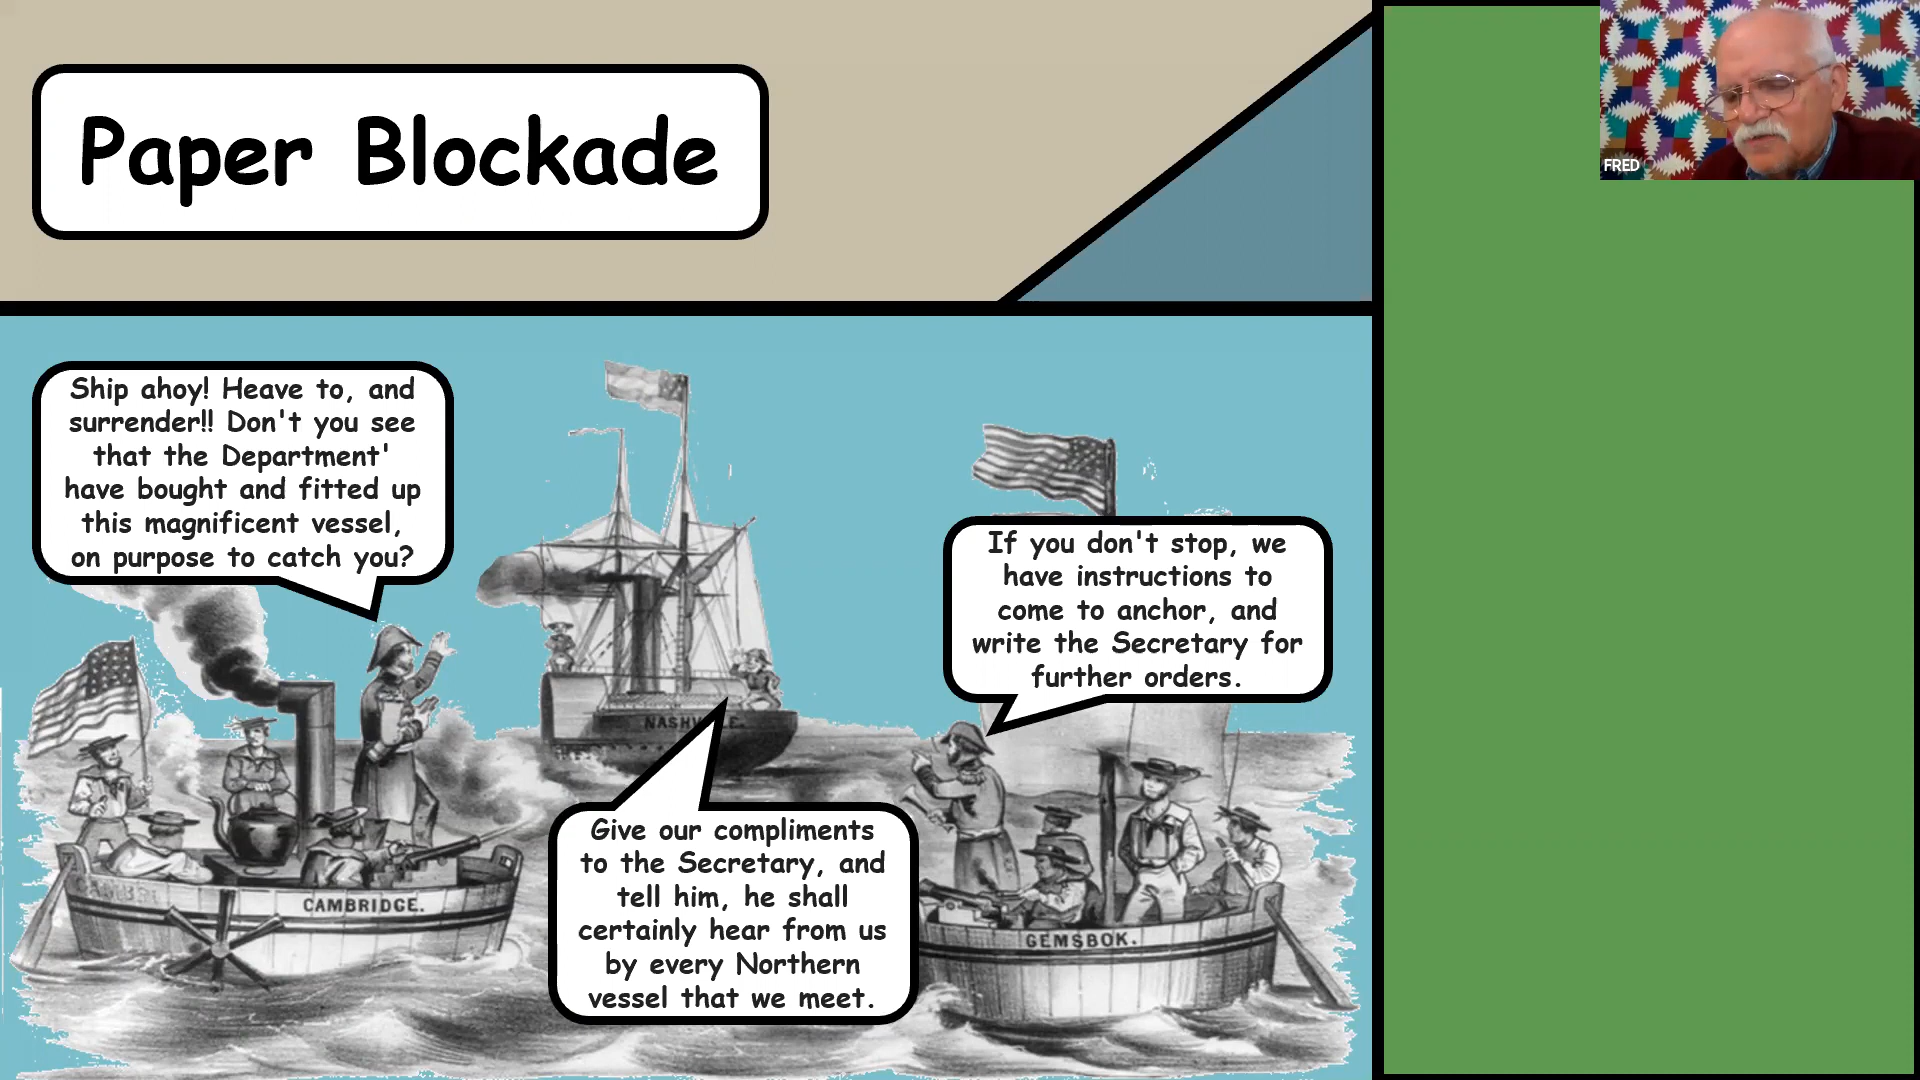 Paper Blockade
FRED
Ship ahoy! Heave to, and
surrender!! Don't you see
that the Department'
have bought and fitted up
this magnificent vessel,
on purpose to catch you?
If you don't stop, we
have instructions to
come to anchor, and
write the Secretary for
further orders.
Give our compliments
to the Secretary, and
tell him, he shall
certainly hear from us
by every Northern
vessel that we meet.
CAMBRIDGE.
GEMSBOK.